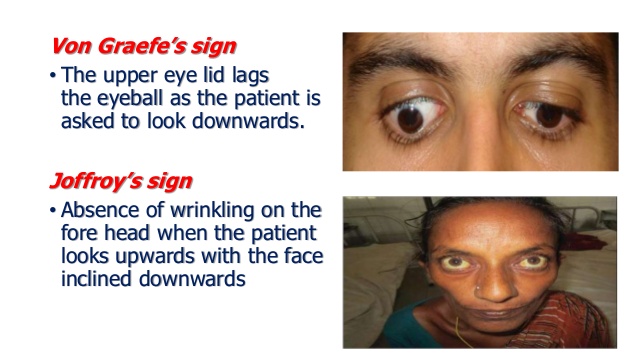 Von Graefe's sign
• The upper eye lid lags
the eyeball as the patient is
asked to look downwards.
Joffroy's sign
• Absence of wrinkling on the
fore head when the patient
looks upwards with the face
inclined downwards